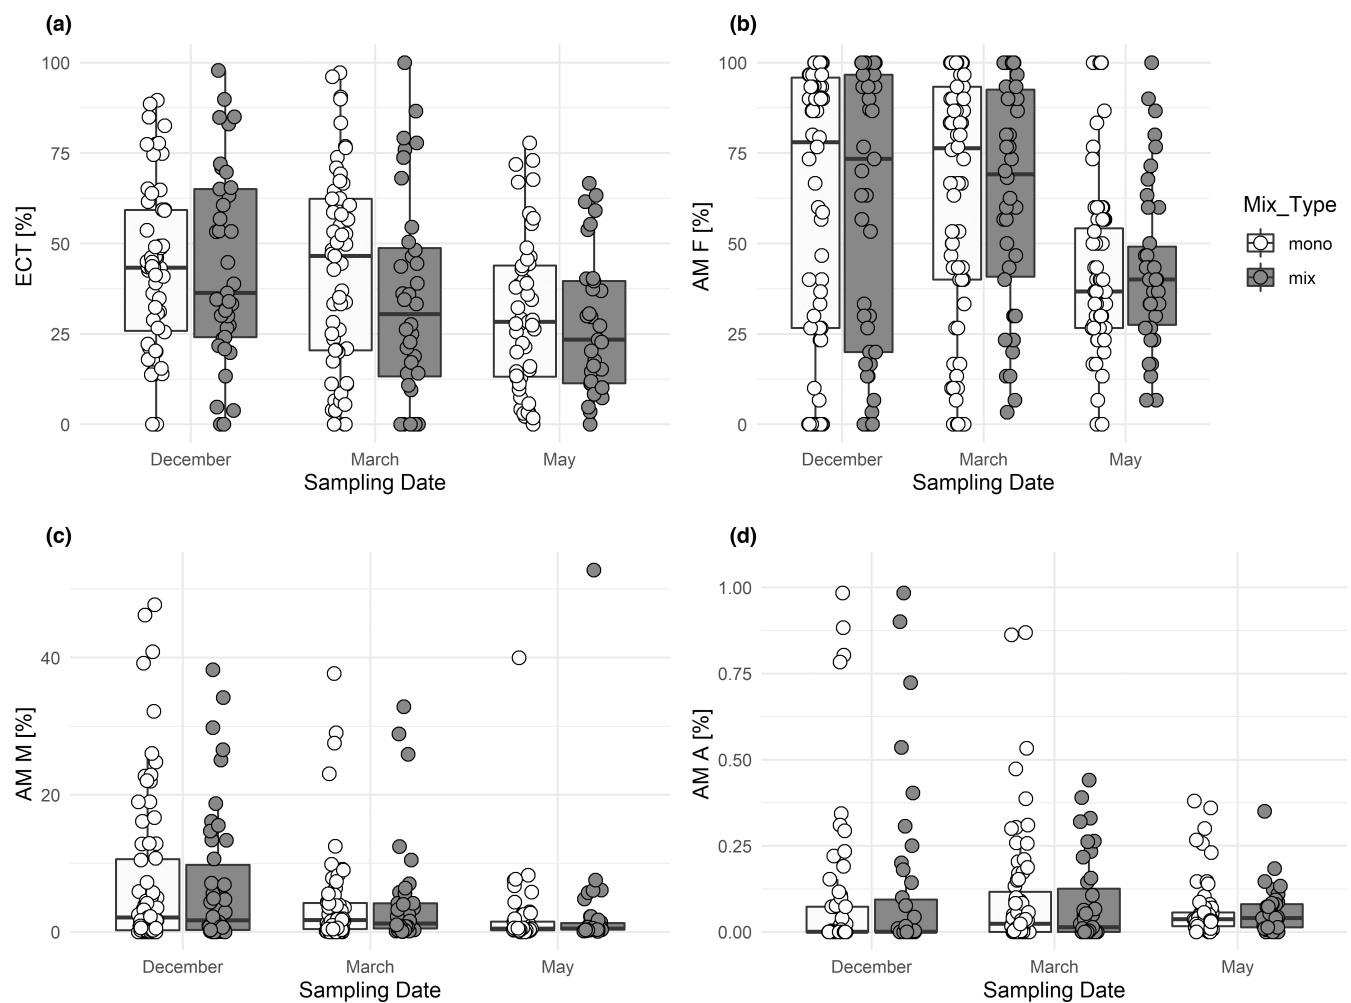 (a)
ECT [%]
100
75
50
25
0
December March May
Sampling Date
(b)
AM F [%]
100
75
50
25
0
December March May
Sampling Date
Mix_Type
mono
mix
(c)
AM M [%]
40
20
0
December March May
Sampling Date
(d)
AM A [%]
1.00
0.75
0.50
0.25
0.00
December March May
Sampling Date